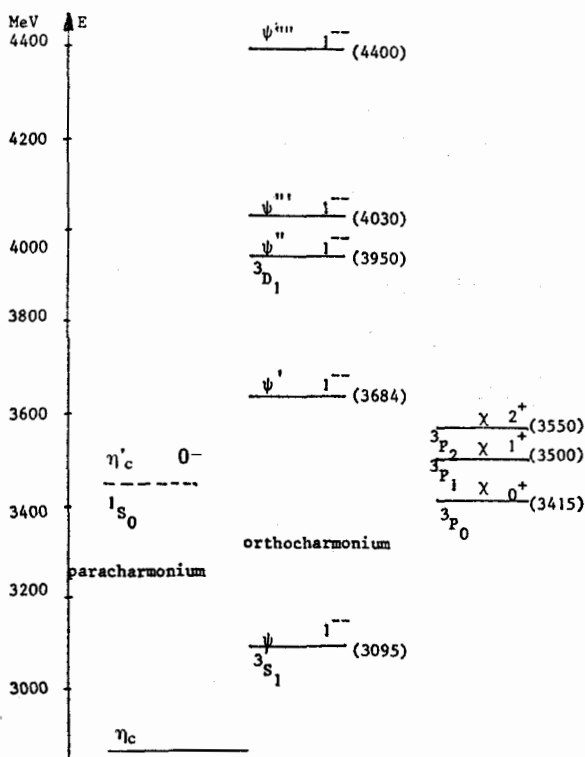 MeV E
4400
ψ"" 1⁻⁻ (4400)
4200
ψ"' 1⁻⁻ (4030)
4000
ψ" 1⁻⁻ (3950)
³D₁
3800
ψ' 1⁻⁻ (3684)
3600
χ 2⁺ (3550)
³P₂ χ 1⁺ (3500)
³P₁ χ 0⁺ (3415)
³P₀
η'c 0⁻
¹S₀
3400
orthocharmonium
paracharmonium
3200
ψ 1⁻⁻ (3095)
³S₁
3000
ηc